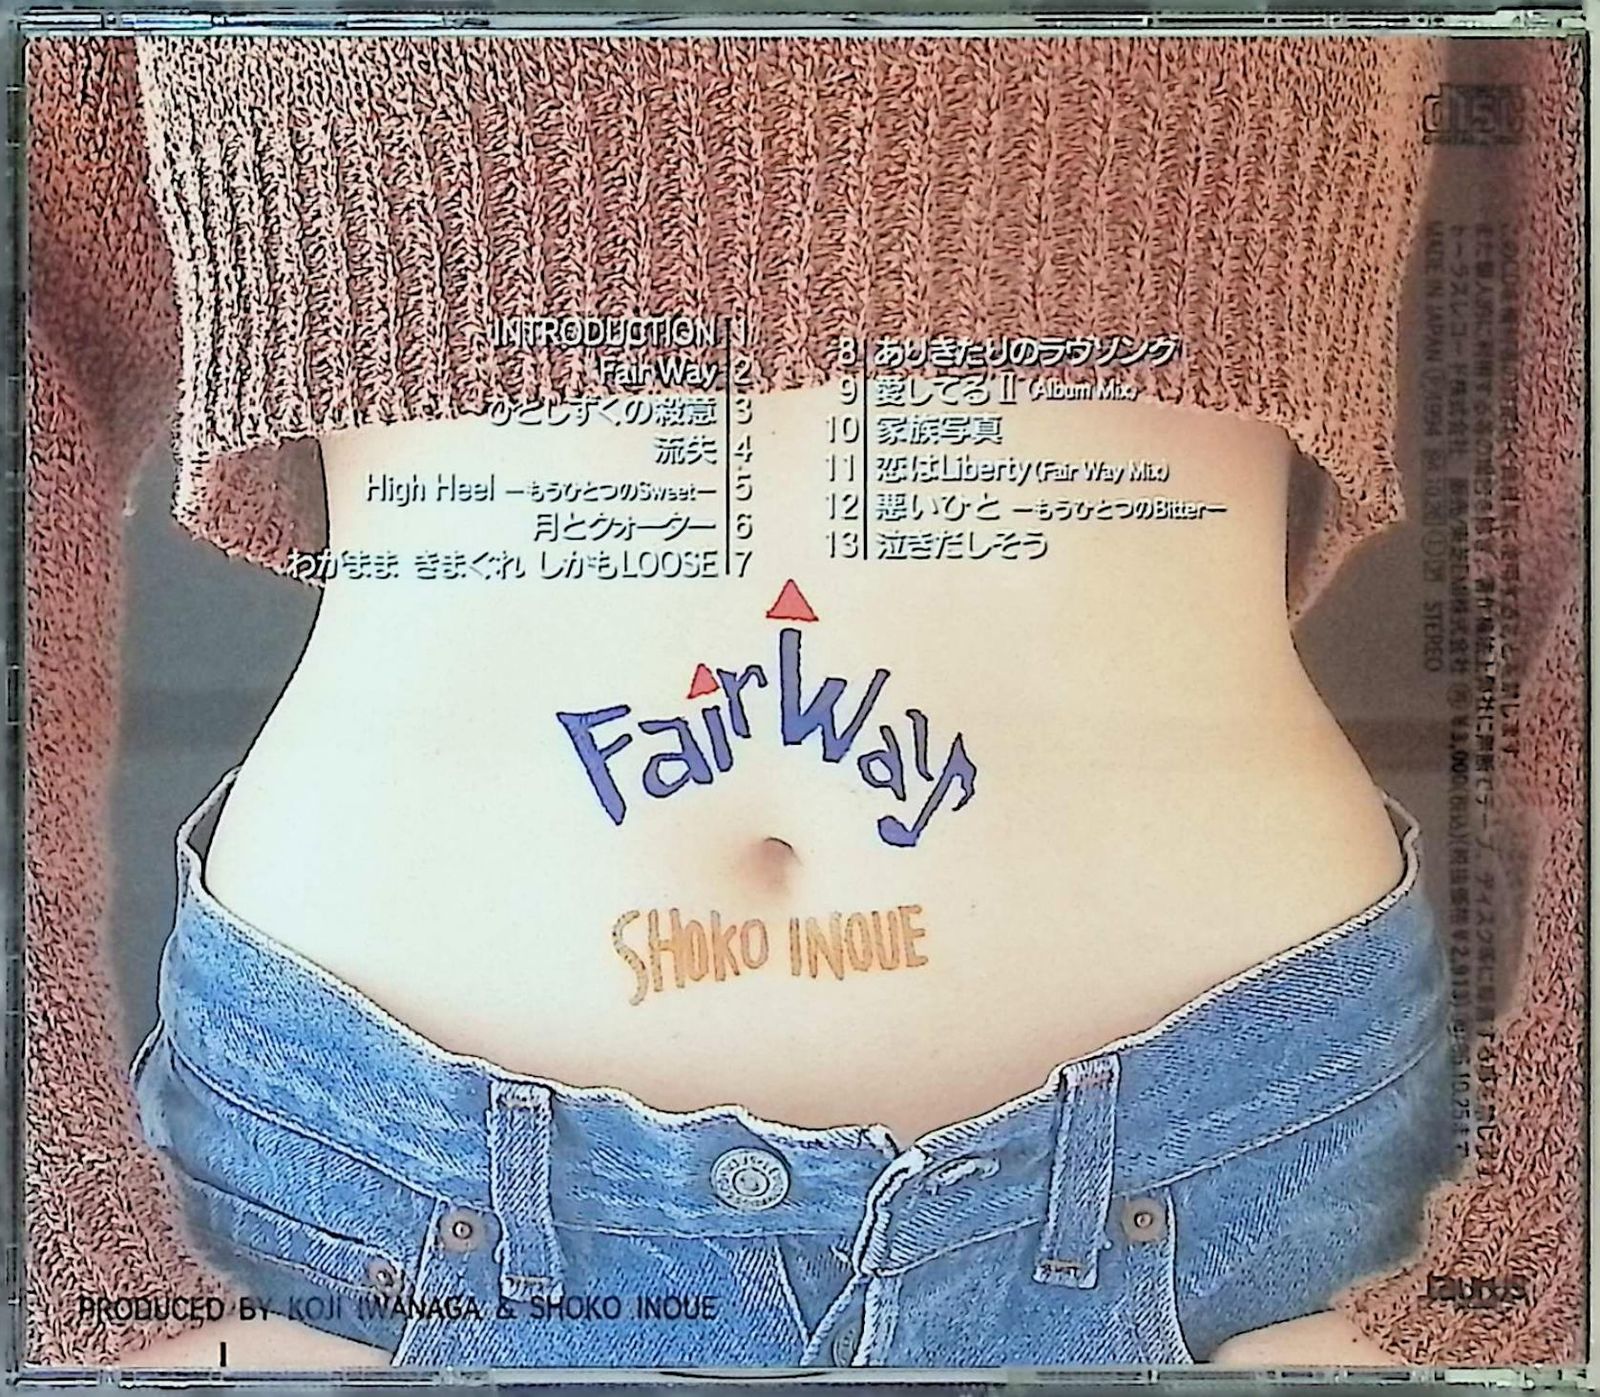 INTRODUCTION 1
Fair Way 2
ひとしずくの殺意 3
流失 4
High Heel ーもうひとつのSweetー 5
月とクォーター 6
わがまま きまぐれ しかもLOOSE 7
8 ありきたりのラヴソング
9 愛してる II (Album Mix)
10 家族写真
11 恋はLiberty (Fair Way Mix)
12 悪いひと ーもうひとつのBitterー
13 泣きだしそう
Fair Way
SHOKO INOUE
PRODUCED BY KOJI IWANAGA & SHOKO INOUE
MADE IN JAPAN
STEREO